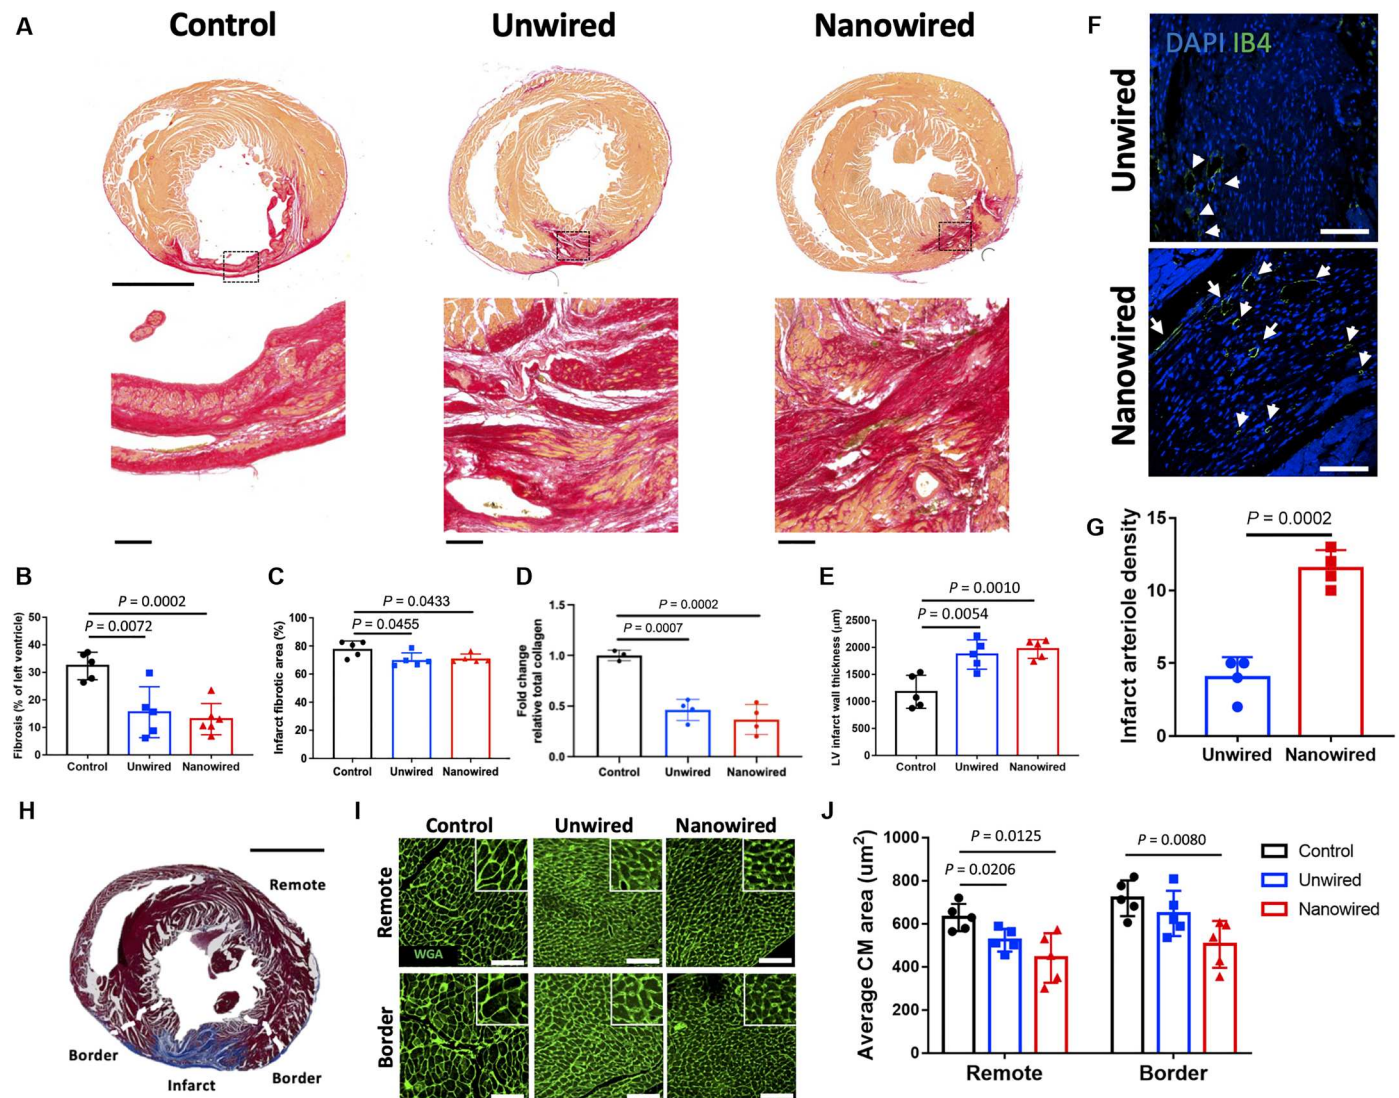 A
Control
Unwired
Nanowired
F
DAPI IB4
Unwired
Nanowired
B
Fibrosis (% of left ventricle)
50
40
30
20
10
0
P = 0.0002
P = 0.0072
Control
Unwired
Nanowired
C
Infarct fibrotic area (%)
100
80
60
40
20
0
P = 0.0433
P = 0.0455
Control
Unwired
Nanowired
D
Fold change
relative total collagen
1.5
1.0
0.5
0.0
P = 0.0002
P = 0.0007
Control
Unwired
Nanowired
E
LV infarct wall thickness (μm)
2500
2000
1500
1000
500
0
P = 0.0010
P = 0.0054
Control
Unwired
Nanowired
G
Infarct arteriole density
15
10
5
0
P = 0.0002
Unwired
Nanowired
H
Remote
Border
Infarct
Border
I
Control
Unwired
Nanowired
Remote
WGA
Border
J
Average CM area (um²)
1000
800
600
400
200
0
P = 0.0125
P = 0.0206
P = 0.0080
Remote
Border
Control
Unwired
Nanowired